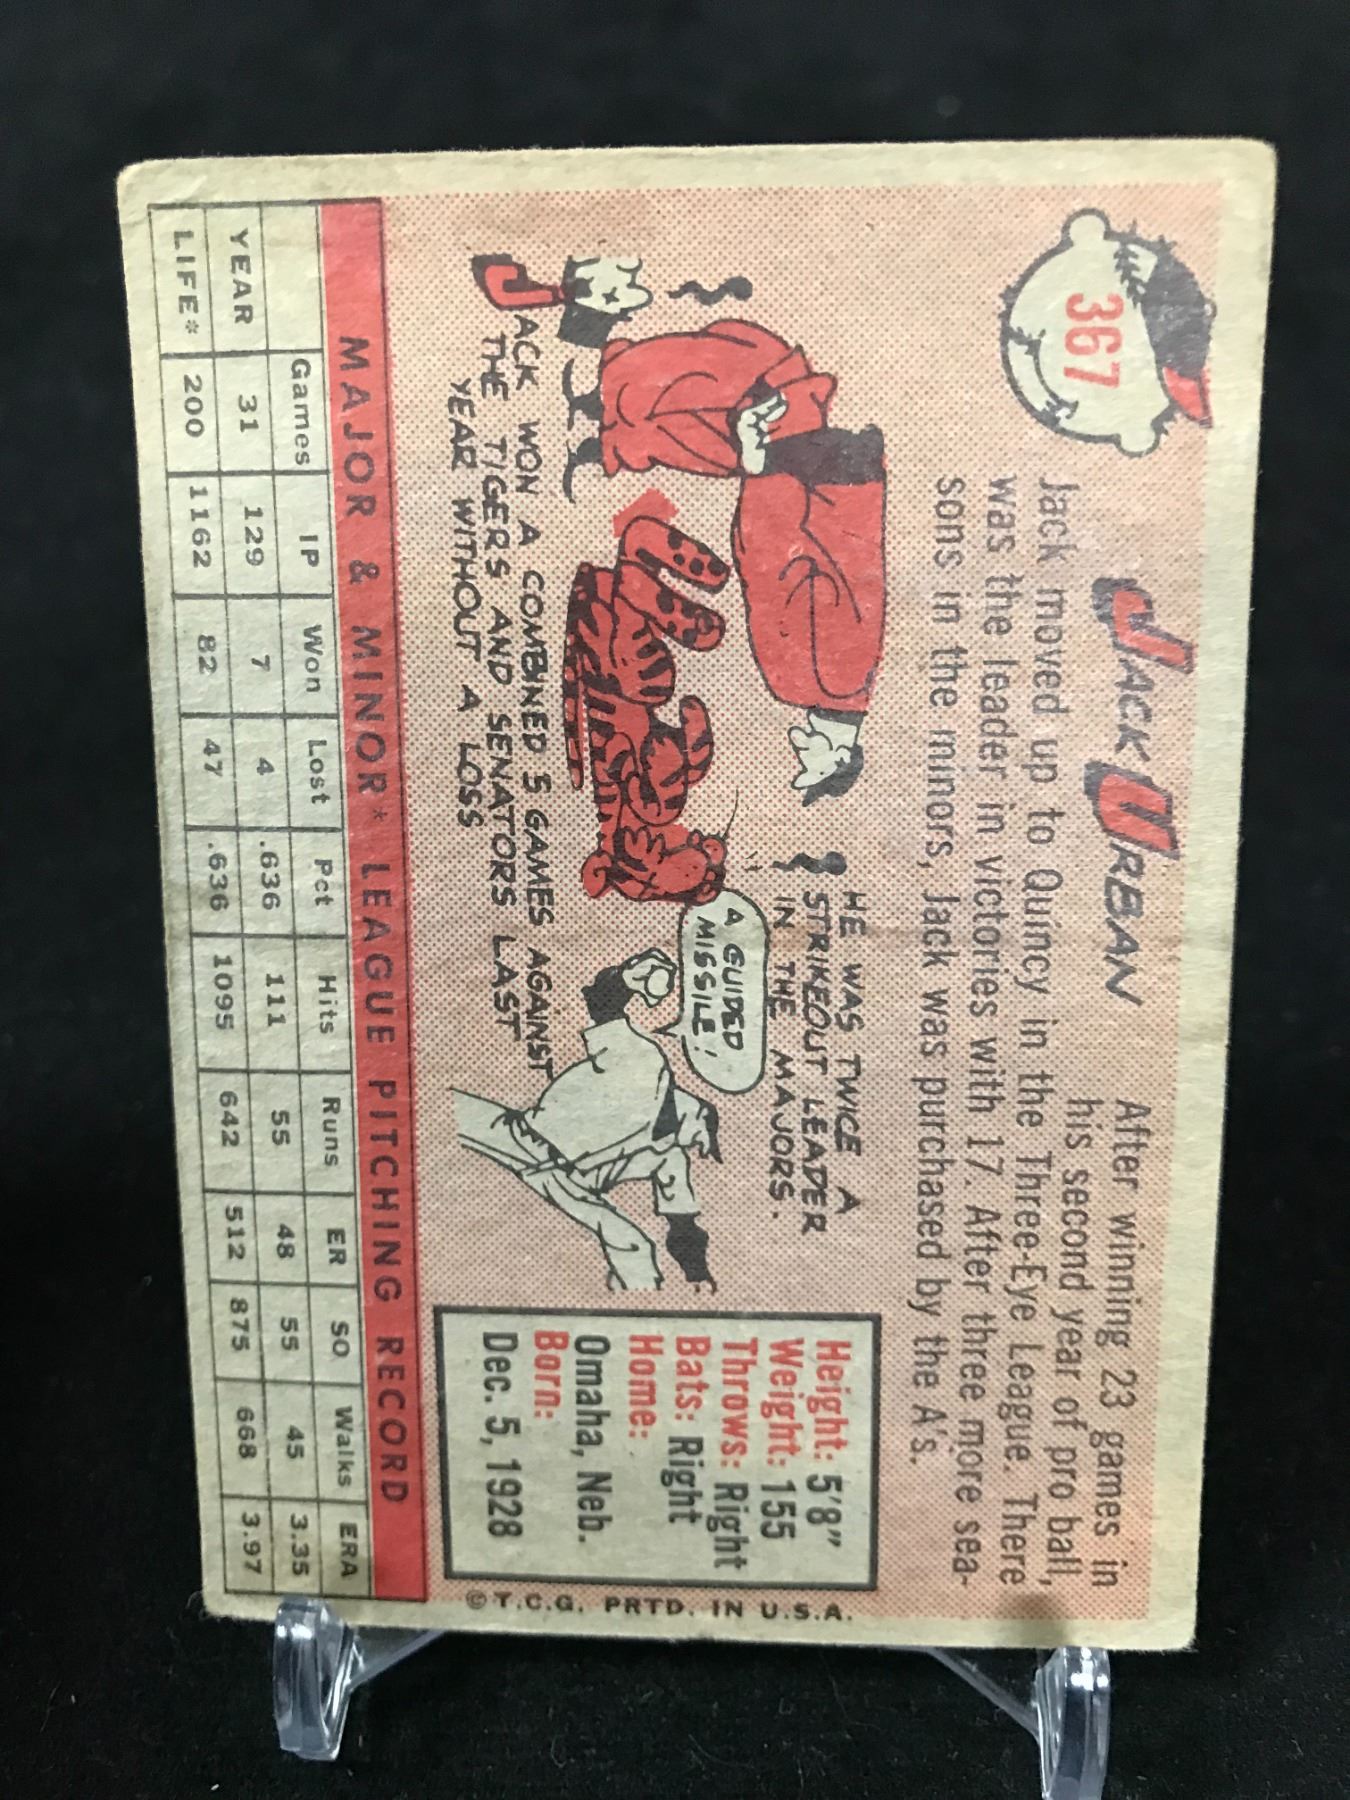 367
JACK URBAN
After winning 23 games in
his second year of pro ball,
Jack moved up to Quincy in the Three-Eye League. There
was the leader in victories with 17. After three more sea-
sons in the minors, Jack was purchased by the A's.
HE WAS TWICE A
STRIKEOUT LEADER
IN THE MAJORS.
A GUIDED
MISSILE!
JACK WON A COMBINED 5 GAMES AGAINST
THE TIGERS AND SENATORS LAST
YEAR WITHOUT A LOSS
Height: 5'8"
Weight: 155
Throws: Right
Bats: Right
Home:
Omaha, Neb.
Born:
Dec. 5, 1928
© T.C.G. PRTD. IN U.S.A.
MAJOR & MINOR* LEAGUE PITCHING RECORD
Games IP Won Lost Pct Hits Runs ER SO Walks ERA
YEAR 31 129 7 4 .636 111 55 48 55 45 3.35
LIFE* 200 1162 82 47 .636 1095 642 512 875 668 3.97